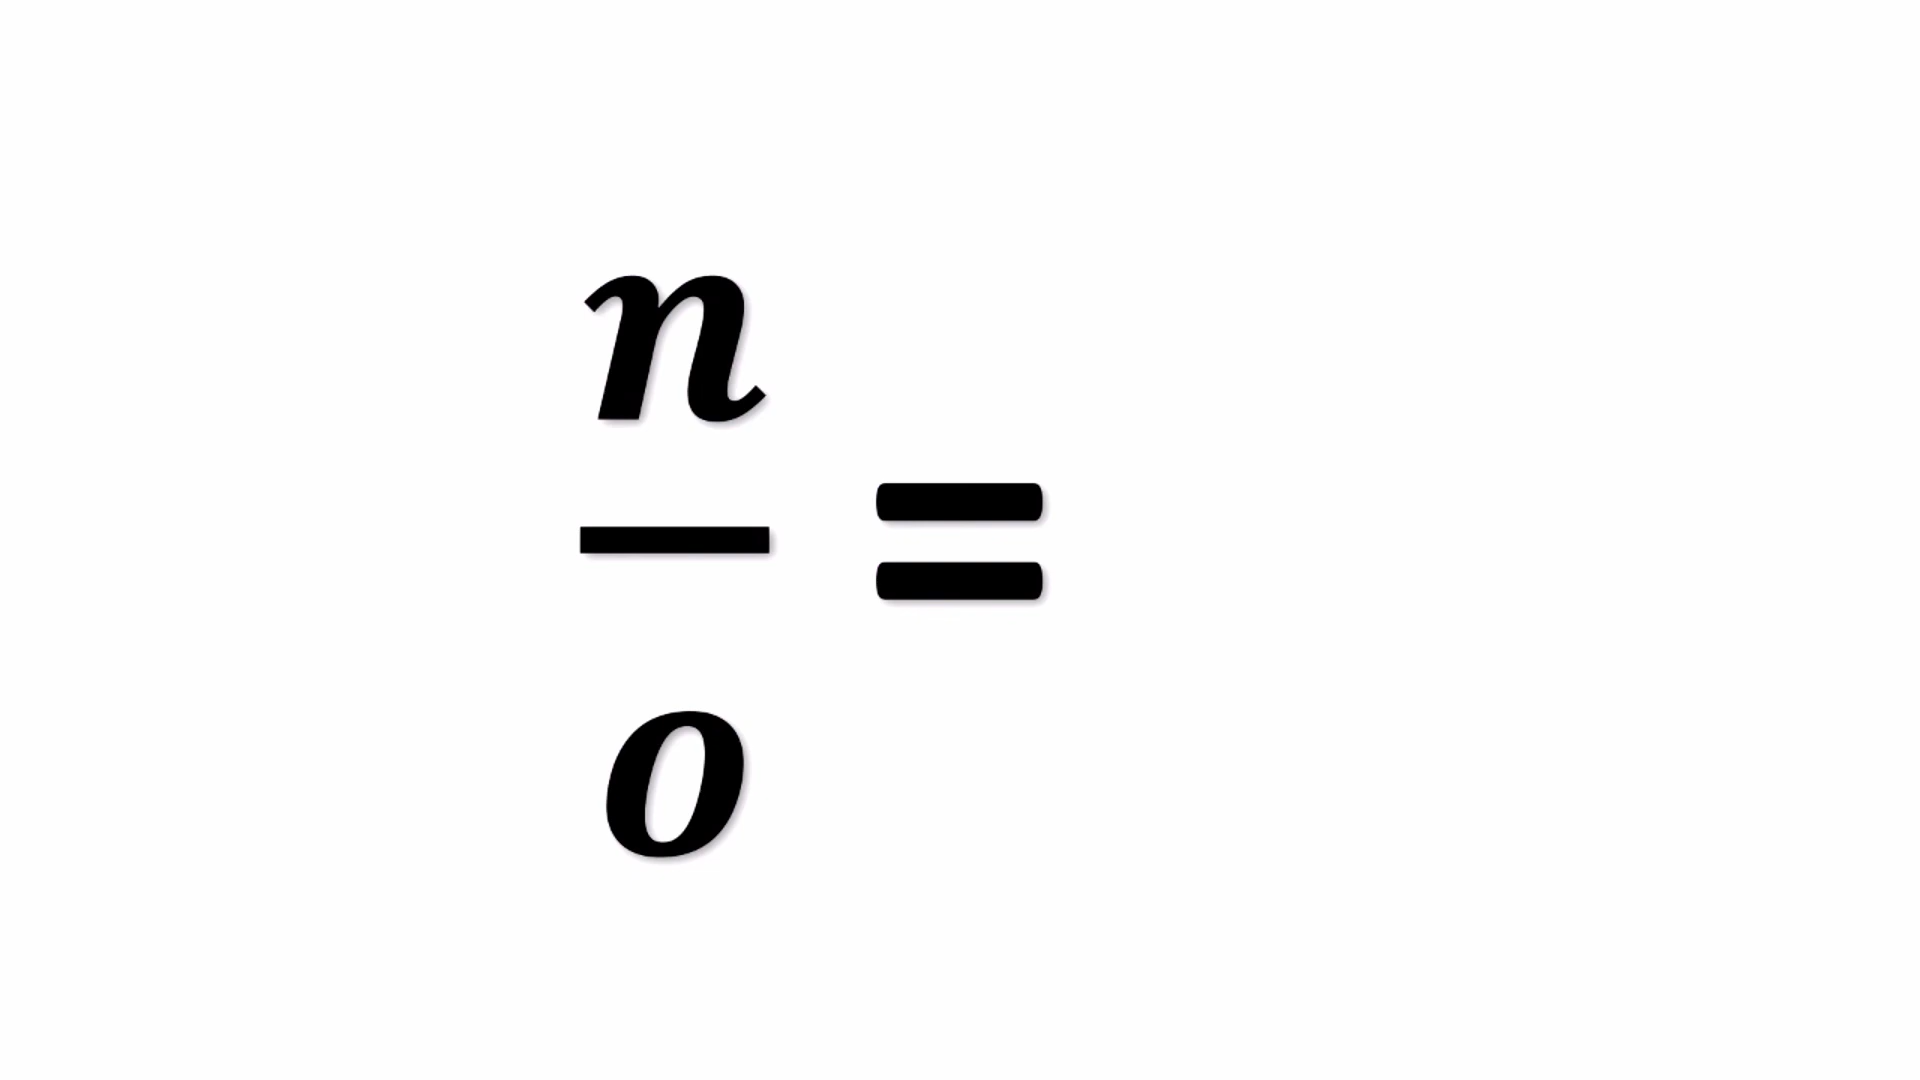 n
— =
o